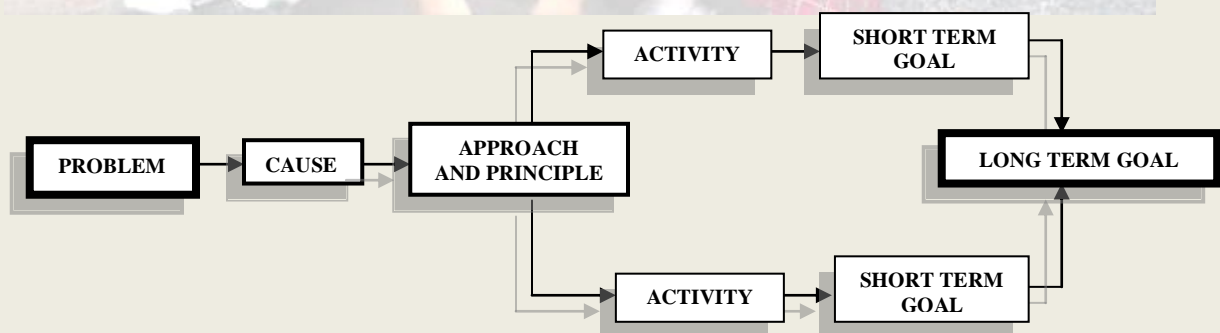 ACTIVITY
SHORT TERM
GOAL
PROBLEM
CAUSE
APPROACH
AND PRINCIPLE
LONG TERM GOAL
ACTIVITY
SHORT TERM
GOAL